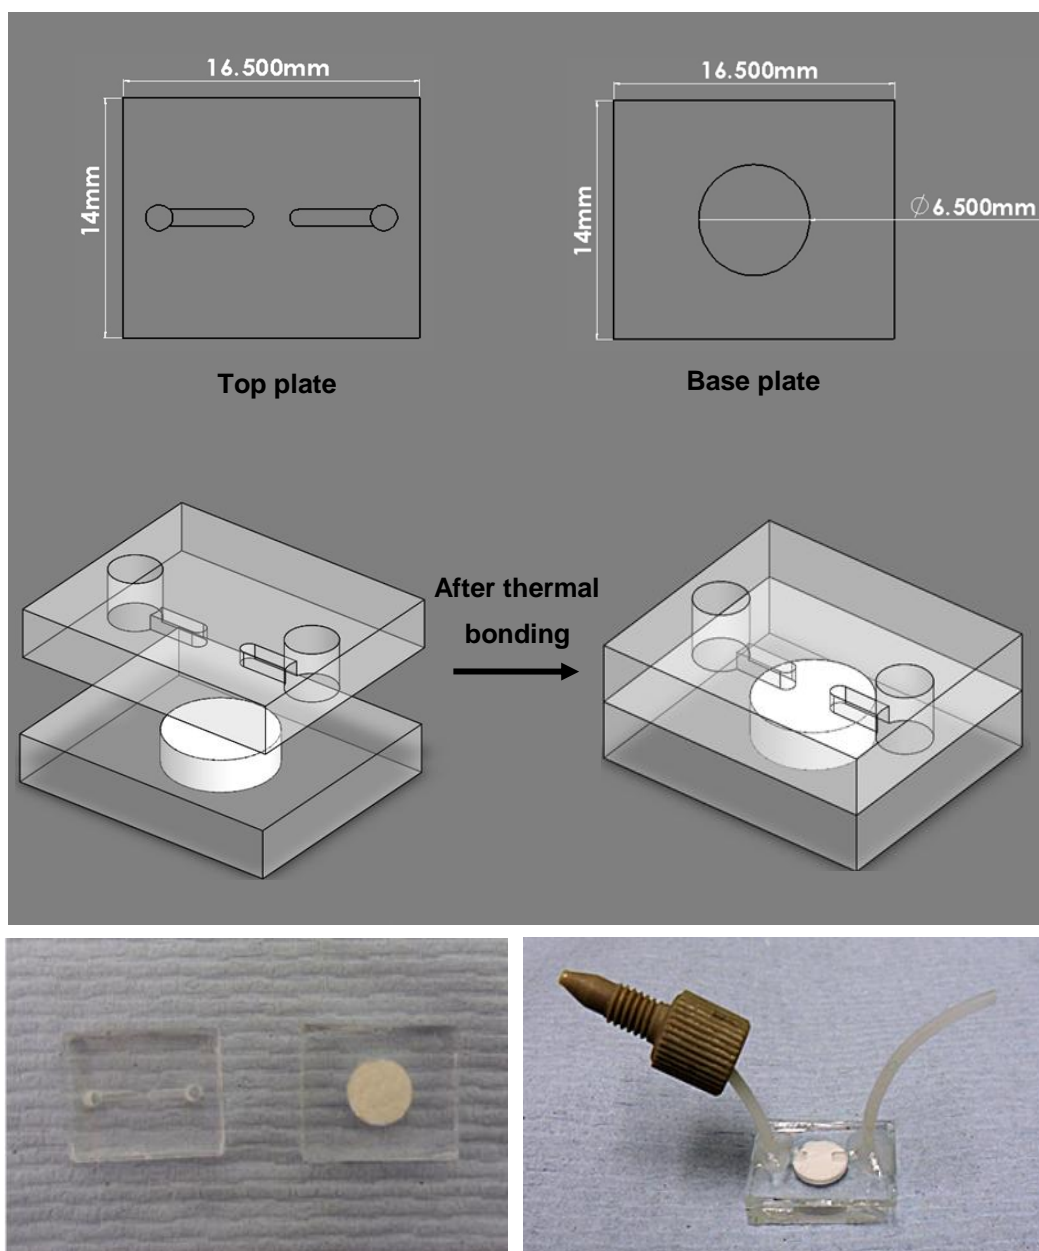 16.500mm
16.500mm
14mm
14mm
∅6.500mm
Top plate
Base plate
After thermal
bonding